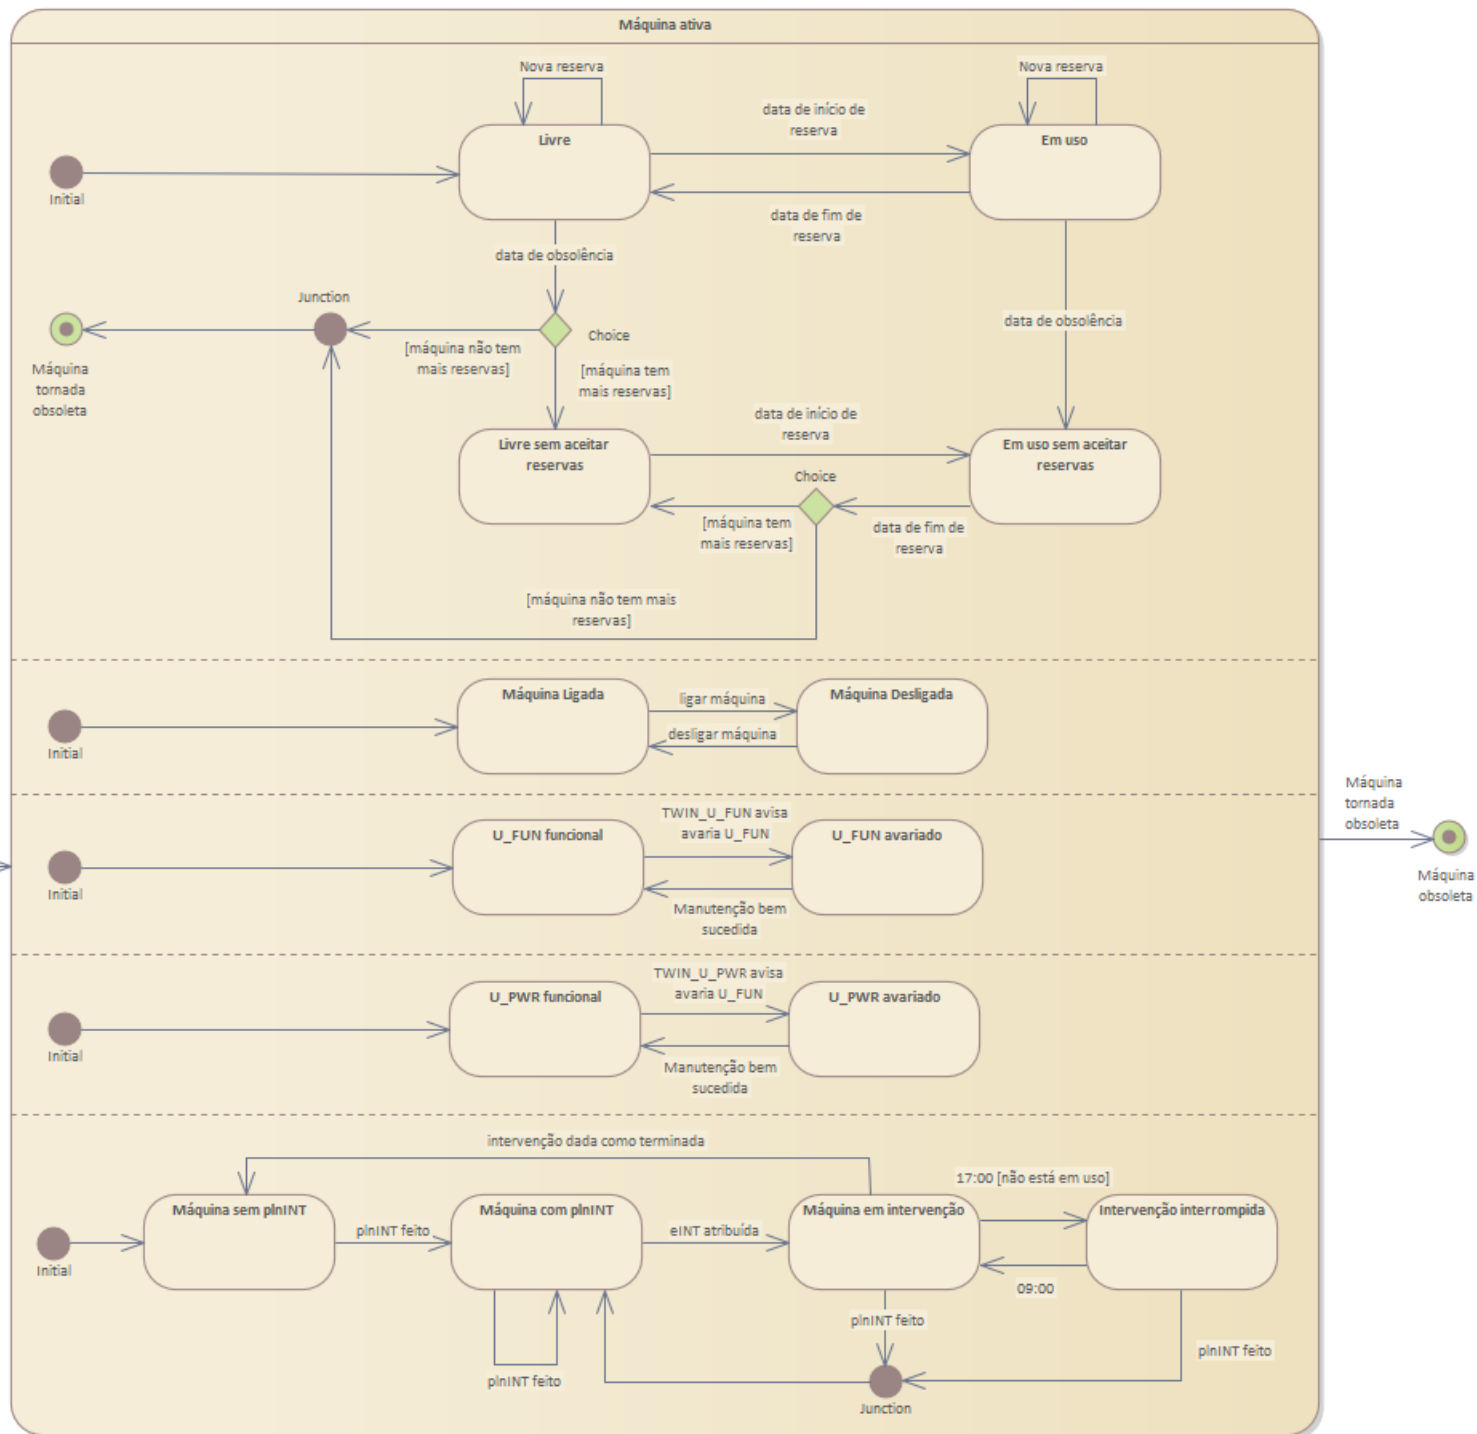 Máquina ativa
Nova reserva
Nova reserva
data de início de
reserva
Livre
Em uso
Initial
data de fim de
reserva
data de obsolência
Junction
data de obsolência
Choice
[máquina não tem
mais reservas]
Máquina
tornada
obsoleta
[máquina tem
mais reservas]
data de início de
reserva
Livre sem aceitar
reservas
Em uso sem aceitar
reservas
Choice
[máquina tem
mais reservas]
data de fim de
reserva
[máquina não tem mais
reservas]
Máquina Ligada
ligar máquina
Máquina Desligada
desligar máquina
Initial
Máquina
tornada
obsoleta
TWIN_U_FUN avisa
avaria U_FUN
U_FUN funcional
U_FUN avariado
Initial
Manutenção bem
sucedida
Máquina
obsoleta
TWIN_U_PWR avisa
avaria U_FUN
U_PWR funcional
U_PWR avariado
Initial
Manutenção bem
sucedida
intervenção dada como terminada
17:00 [não está em uso]
Máquina sem plnINT
Máquina com plnINT
Máquina em intervenção
Intervenção interrompida
plnINT feito
eINT atribuída
Initial
09:00
plnINT feito
plnINT feito
plnINT feito
Junction